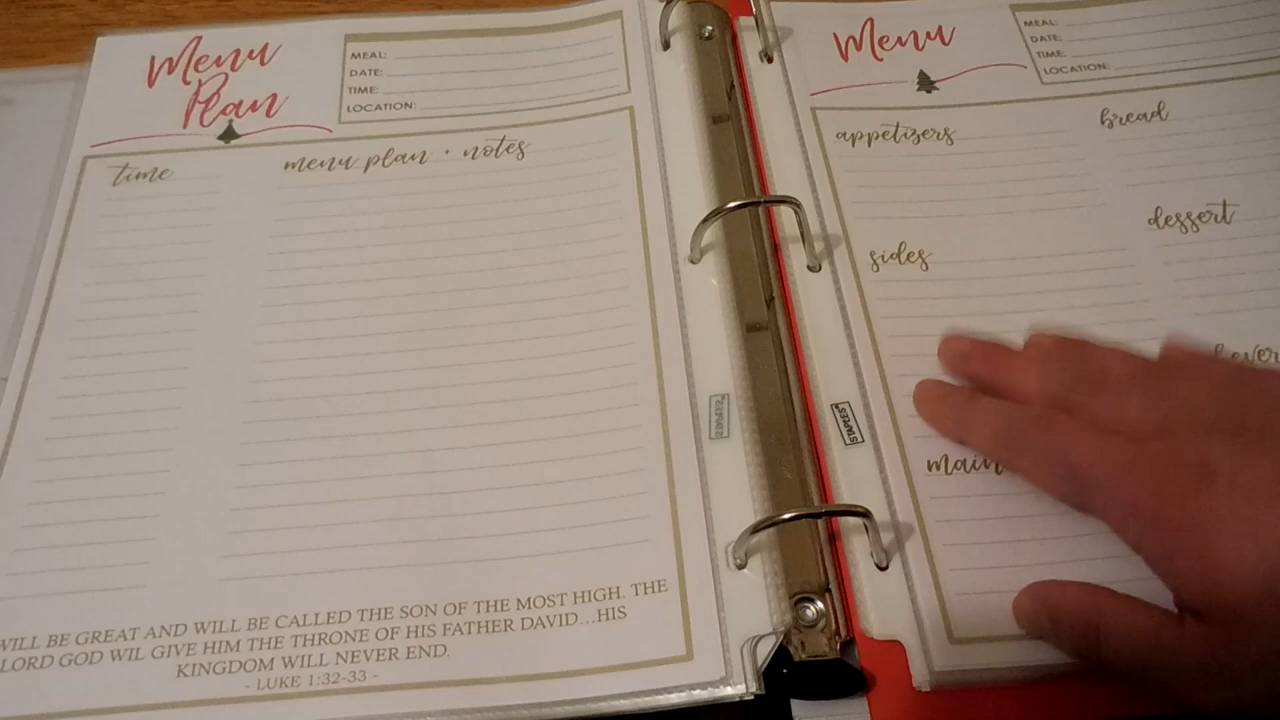 Menu
Plan
MEAL:
DATE:
TIME:
LOCATION:
time
menu plan • notes
WILL BE GREAT AND WILL BE CALLED THE SON OF THE MOST HIGH. THE
LORD GOD WIL GIVE HIM THE THRONE OF HIS FATHER DAVID...HIS
KINGDOM WILL NEVER END.
- LUKE 1:32-33 -
STAPLES
STAPLES
Menu
MEAL:
DATE:
TIME:
LOCATION:
appetizers
bread
sides
dessert
main